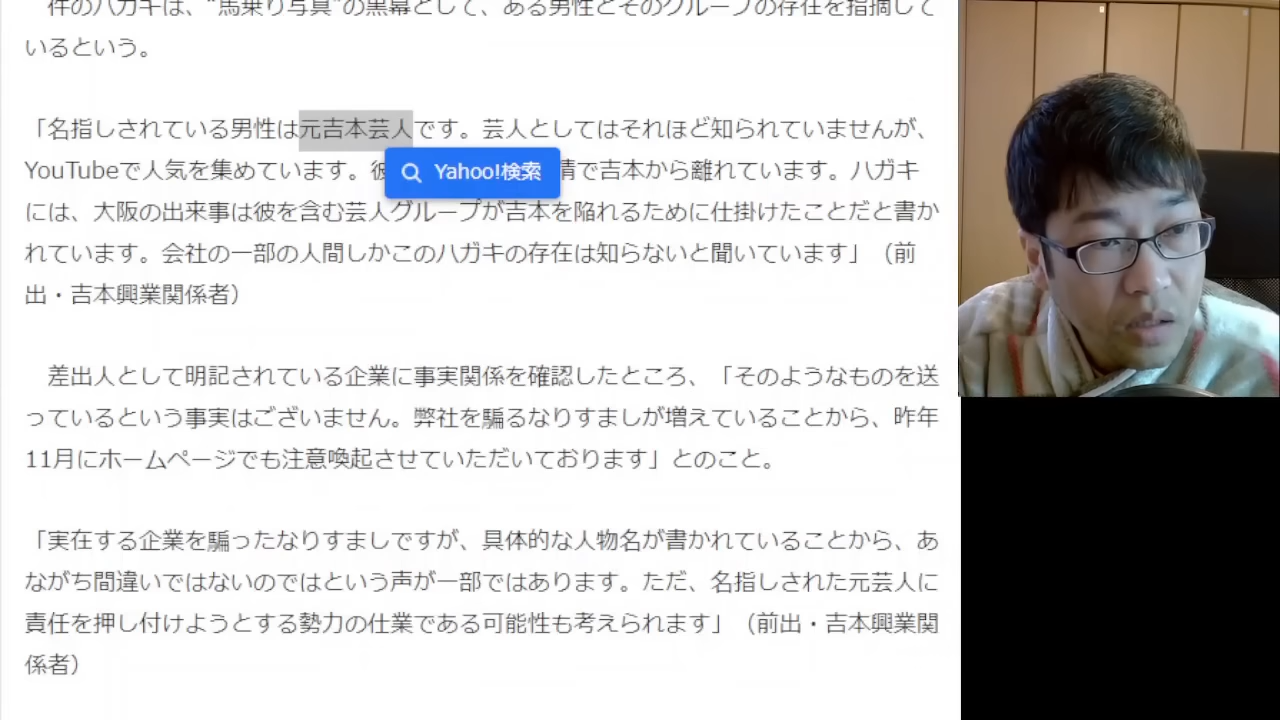 件のハガキは、“馬乗り写真”の黒幕として、ある男性とそのグループの存在を指摘して
いるという。
「名指しされている男性は元吉本芸人です。芸人としてはそれほど知られていませんが、
YouTubeで人気を集めています。彼
Yahoo!検索
情で吉本から離れています。ハガキ
には、大阪の出来事は彼を含む芸人グループが吉本を陥れるために仕掛けたことだと書か
れています。会社の一部の人間しかこのハガキの存在は知らないと聞いています」（前
出・吉本興業関係者）
差出人として明記されている企業に事実関係を確認したところ、「そのようなものを送
っているという事実はございません。弊社を騙るなりすましが増えていることから、昨年
11月にホームページでも注意喚起させていただいております」とのこと。
「実在する企業を騙ったなりすましですが、具体的な人物名が書かれていることから、あ
ながち間違いではないのではという声が一部ではあります。ただ、名指しされた元芸人に
責任を押し付けようとする勢力の仕業である可能性も考えられます」（前出・吉本興業関
係者）